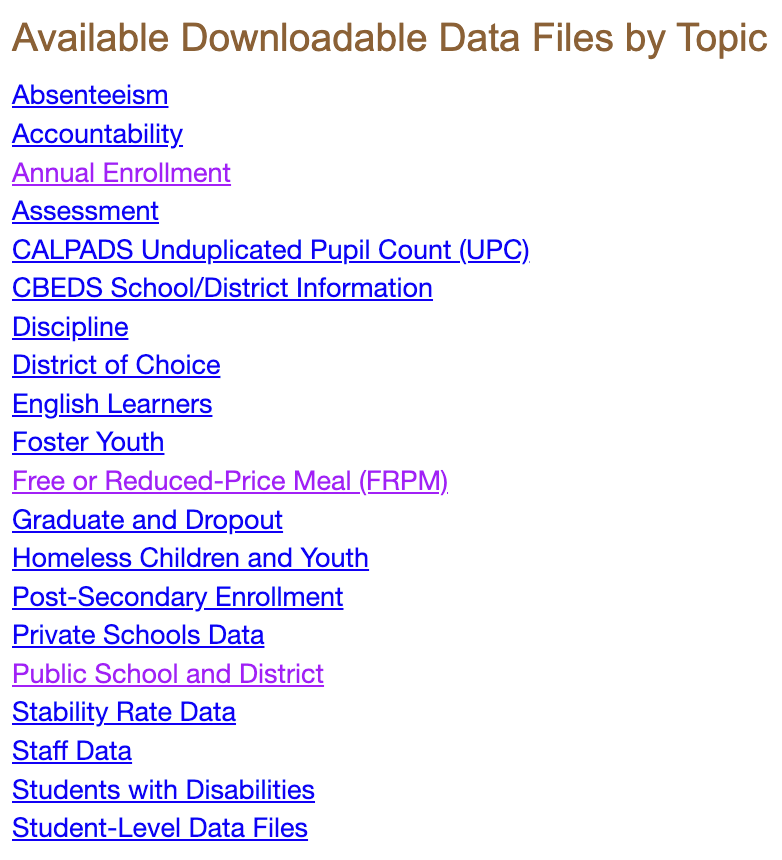 Available Downloadable Data Files by Topic
Absenteeism
Accountability
Annual Enrollment
Assessment
CALPADS Unduplicated Pupil Count (UPC)
CBEDS School/District Information
Discipline
District of Choice
English Learners
Foster Youth
Free or Reduced-Price Meal (FRPM)
Graduate and Dropout
Homeless Children and Youth
Post-Secondary Enrollment
Private Schools Data
Public School and District
Stability Rate Data
Staff Data
Students with Disabilities
Student-Level Data Files